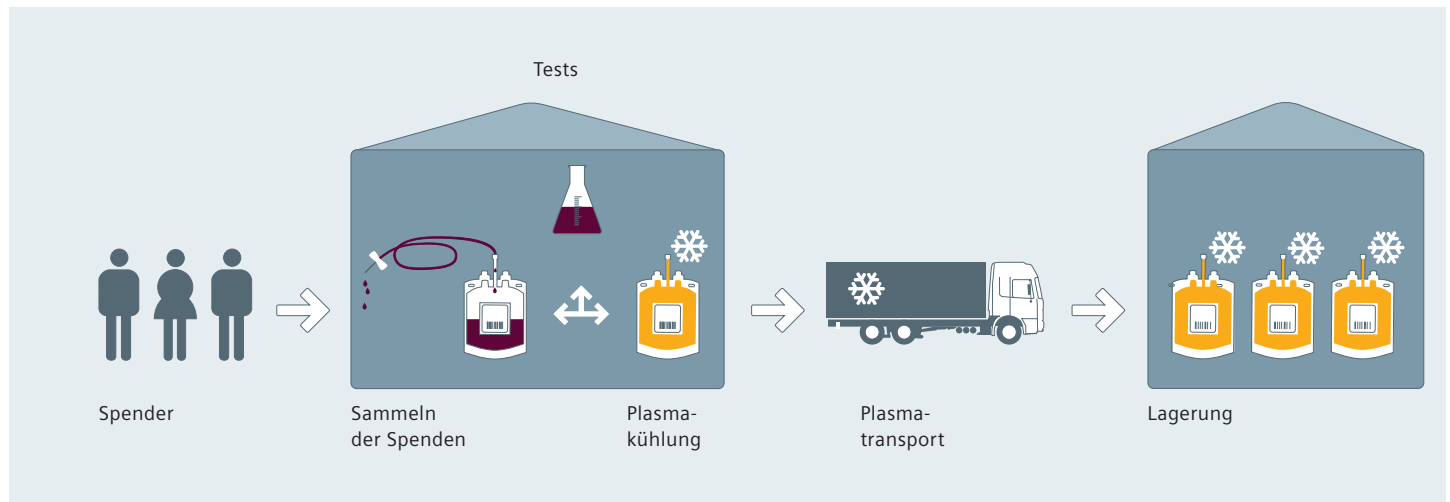 Tests
Spender
Sammeln
der Spenden
Plasma-
kühlung
Plasma-
transport
Lagerung